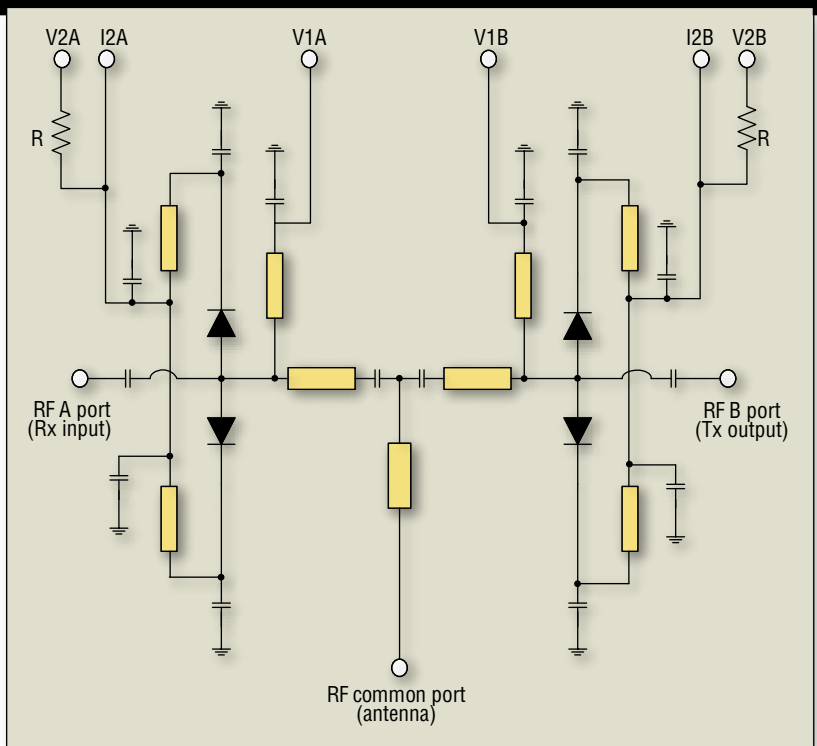 V2A I2A V1A V1B I2B V2B
R R
RF A port
(Rx input)
RF B port
(Tx output)
RF common port
(antenna)